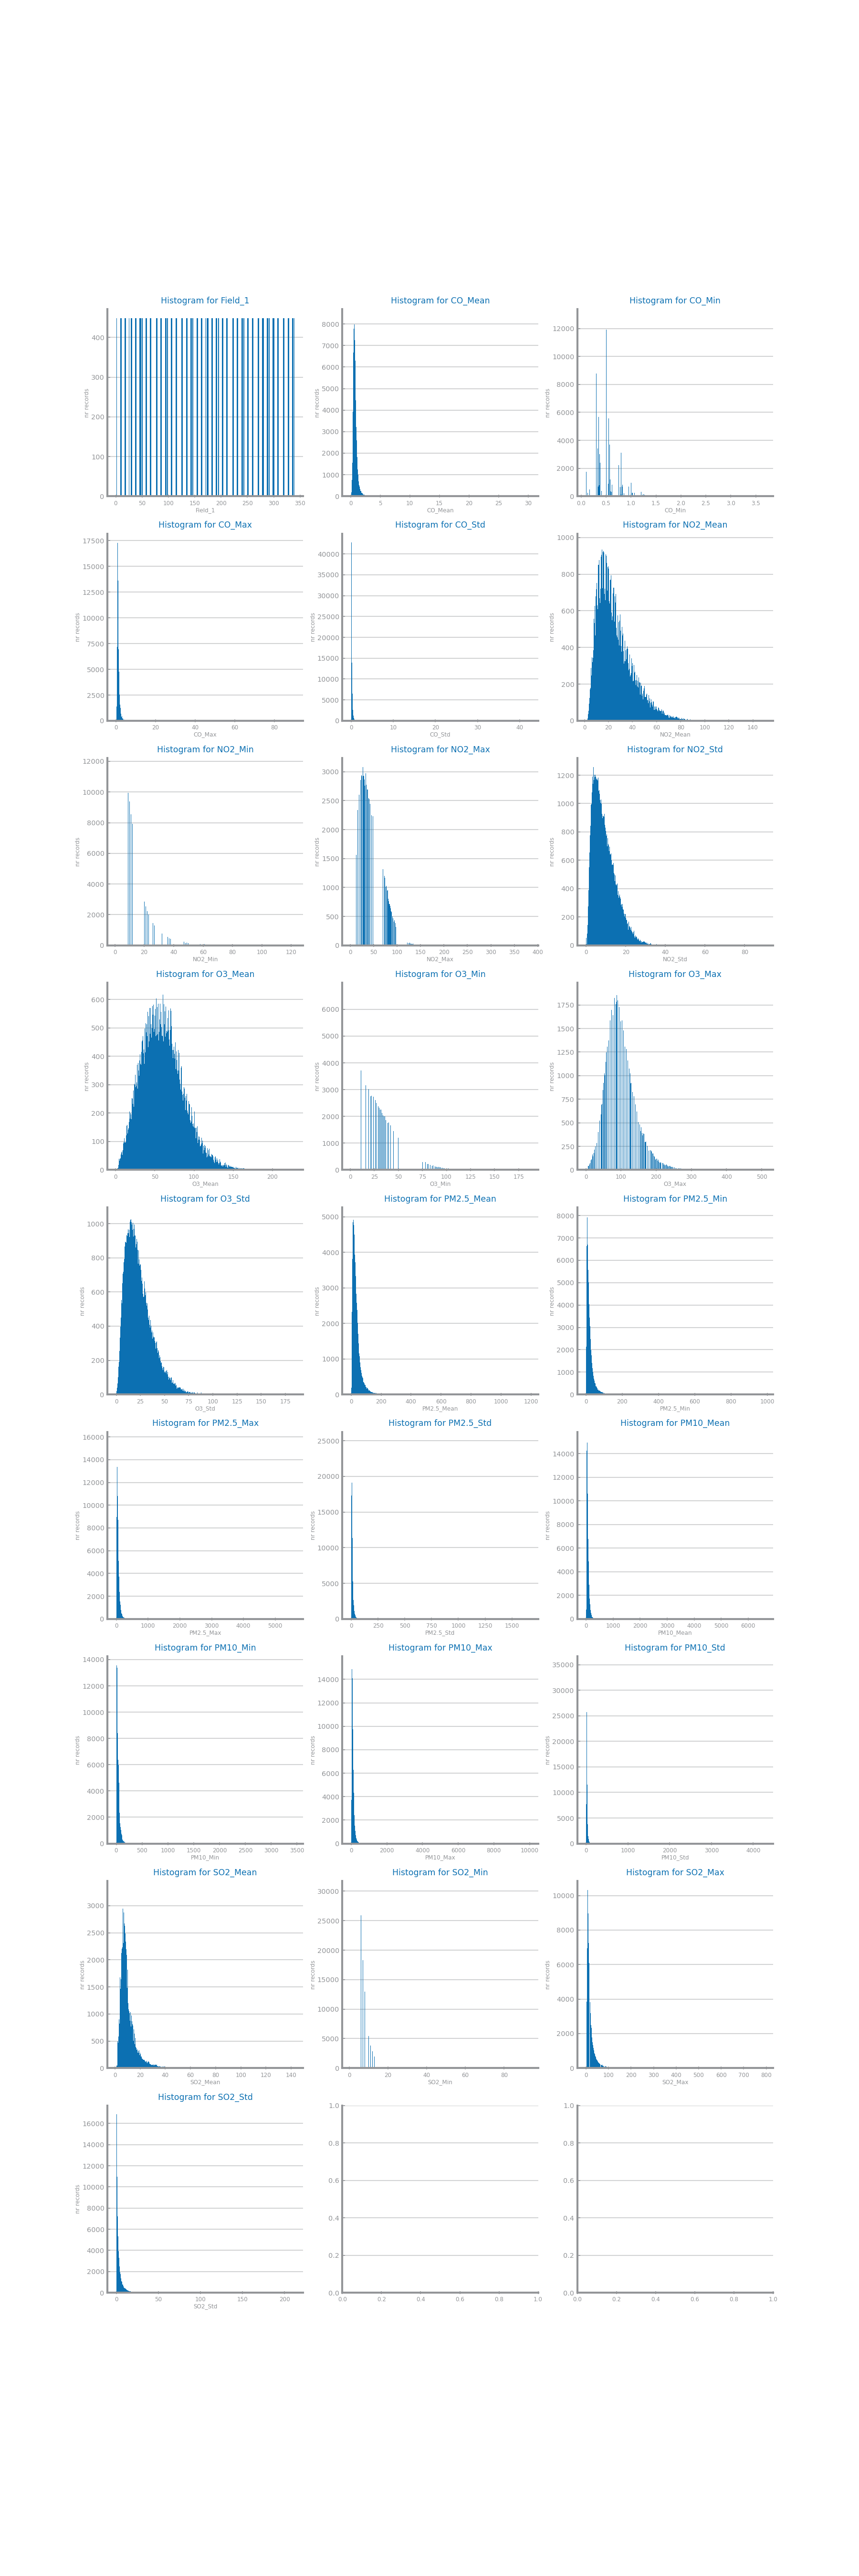 Histogram for Field_1
nr records
400
300
200
100
0
0 50 100 150 200 250 300 350
Field_1
Histogram for CO_Mean
nr records
8000
7000
6000
5000
4000
3000
2000
1000
0
0 5 10 15 20 25 30
CO_Mean
Histogram for CO_Min
nr records
12000
10000
8000
6000
4000
2000
0
0.0 0.5 1.0 1.5 2.0 2.5 3.0 3.5
CO_Min
Histogram for CO_Max
nr records
17500
15000
12500
10000
7500
5000
2500
0
0 20 40 60 80
CO_Max
Histogram for CO_Std
nr records
40000
35000
30000
25000
20000
15000
10000
5000
0
0 10 20 30 40
CO_Std
Histogram for NO2_Mean
nr records
1000
800
600
400
200
0
0 20 40 60 80 100 120 140
NO2_Mean
Histogram for NO2_Min
nr records
12000
10000
8000
6000
4000
2000
0
0 20 40 60 80 100 120
NO2_Min
Histogram for NO2_Max
nr records
3000
2500
2000
1500
1000
500
0
0 50 100 150 200 250 300 350 400
NO2_Max
Histogram for NO2_Std
nr records
1200
1000
800
600
400
200
0
0 20 40 60 80
NO2_Std
Histogram for O3_Mean
nr records
600
500
400
300
200
100
0
0 50 100 150 200
O3_Mean
Histogram for O3_Min
nr records
6000
5000
4000
3000
2000
1000
0
0 25 50 75 100 125 150 175
O3_Min
Histogram for O3_Max
nr records
1750
1500
1250
1000
750
500
250
0
0 100 200 300 400 500
O3_Max
Histogram for O3_Std
nr records
1000
800
600
400
200
0
0 25 50 75 100 125 150 175
O3_Std
Histogram for PM2.5_Mean
nr records
5000
4000
3000
2000
1000
0
0 200 400 600 800 1000 1200
PM2.5_Mean
Histogram for PM2.5_Min
nr records
8000
7000
6000
5000
4000
3000
2000
1000
0
0 200 400 600 800 1000
PM2.5_Min
Histogram for PM2.5_Max
nr records
16000
14000
12000
10000
8000
6000
4000
2000
0
0 1000 2000 3000 4000 5000
PM2.5_Max
Histogram for PM2.5_Std
nr records
25000
20000
15000
10000
5000
0
0 250 500 750 1000 1250 1500
PM2.5_Std
Histogram for PM10_Mean
nr records
14000
12000
10000
8000
6000
4000
2000
0
0 1000 2000 3000 4000 5000 6000
PM10_Mean
Histogram for PM10_Min
nr records
14000
12000
10000
8000
6000
4000
2000
0
0 500 1000 1500 2000 2500 3000 3500
PM10_Min
Histogram for PM10_Max
nr records
14000
12000
10000
8000
6000
4000
2000
0
0 2000 4000 6000 8000 10000
PM10_Max
Histogram for PM10_Std
nr records
35000
30000
25000
20000
15000
10000
5000
0
0 1000 2000 3000 4000
PM10_Std
Histogram for SO2_Mean
nr records
3000
2500
2000
1500
1000
500
0
0 20 40 60 80 100 120 140
SO2_Mean
Histogram for SO2_Min
nr records
30000
25000
20000
15000
10000
5000
0
0 20 40 60 80
SO2_Min
Histogram for SO2_Max
nr records
10000
8000
6000
4000
2000
0
0 100 200 300 400 500 600 700 800
SO2_Max
Histogram for SO2_Std
nr records
16000
14000
12000
10000
8000
6000
4000
2000
0
0 50 100 150 200
SO2_Std
1.0
0.8
0.6
0.4
0.2
0.0
0.0 0.2 0.4 0.6 0.8 1.0
1.0
0.8
0.6
0.4
0.2
0.0
0.0 0.2 0.4 0.6 0.8 1.0